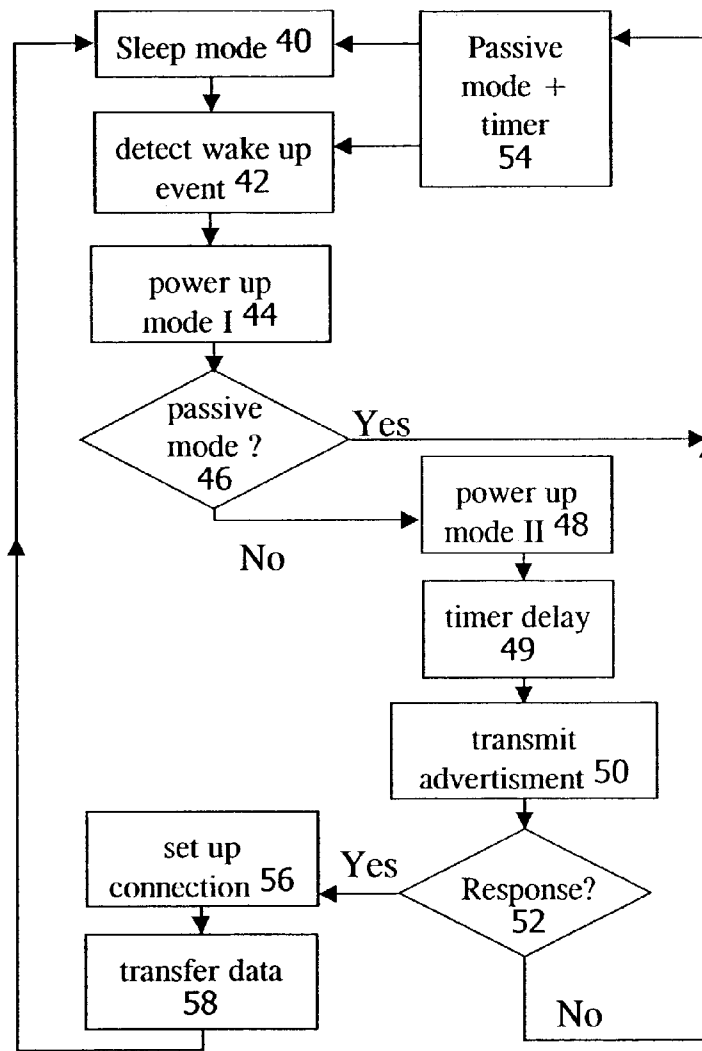 Sleep mode 40
Passive
mode +
timer
54
detect wake up
event 42
power up
mode I 44
passive
mode ?
46
Yes
No
power up
mode II 48
timer delay
49
transmit
advertisment 50
Response?
52
Yes
No
set up
connection 56
transfer data
58